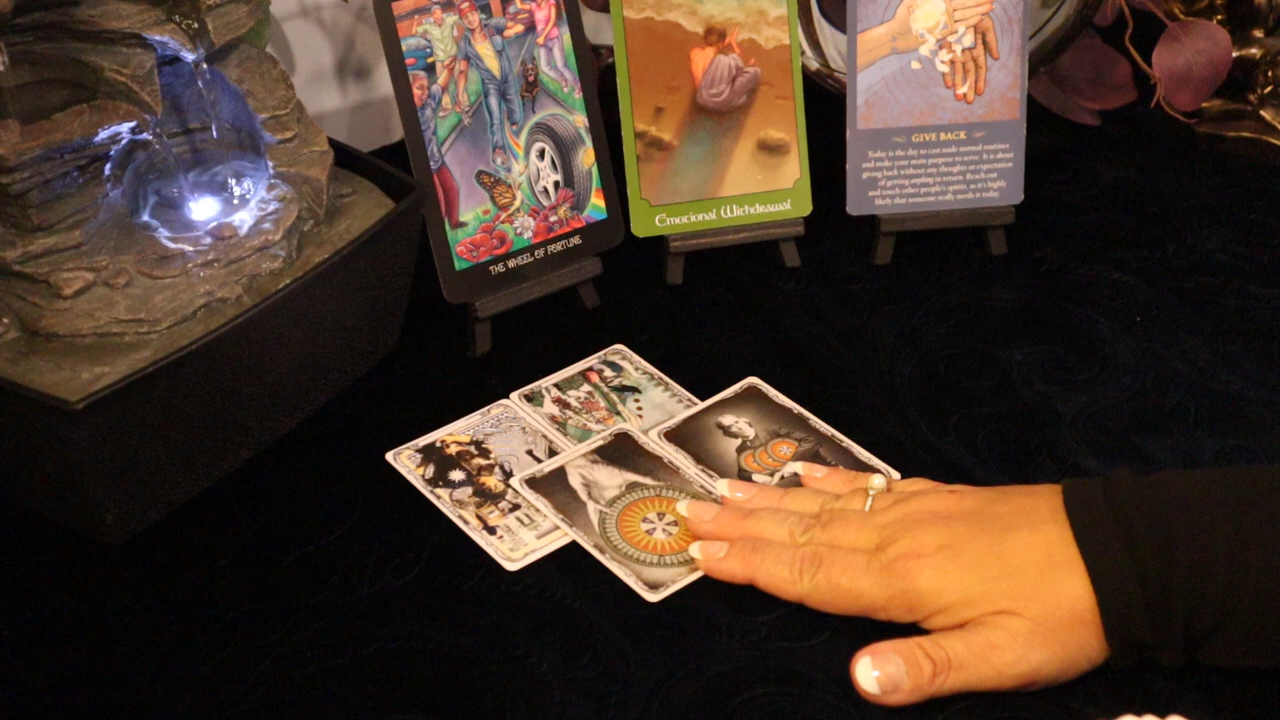 THE WHEEL OF FORTUNE
Emotional Withdrawal
GIVE BACK
Today is the day to cast aside normal routines
and make your main purpose to serve. It is about
giving back without any thoughts or expectation
of getting anything in return. Reach out
and touch other people's spirits, as it's highly
likely that someone really needs it today.